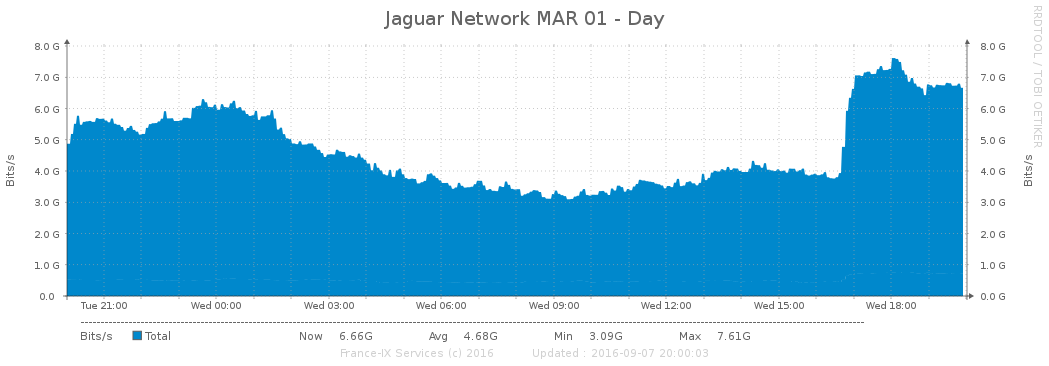 Jaguar Network MAR 01 - Day
RRDTOOL / TOBI OETIKER
Bits/s
8.0 G
7.0 G
6.0 G
5.0 G
4.0 G
3.0 G
2.0 G
1.0 G
0.0
8.0 G
7.0 G
6.0 G
5.0 G
4.0 G
3.0 G
2.0 G
1.0 G
0.0 G
Bits/s
Tue 21:00 Wed 00:00 Wed 03:00 Wed 06:00 Wed 09:00 Wed 12:00 Wed 15:00 Wed 18:00
Bits/s Total Now 6.66G Avg 4.68G Min 3.09G Max 7.61G
France-IX Services (c) 2016 Updated : 2016-09-07 20:00:03